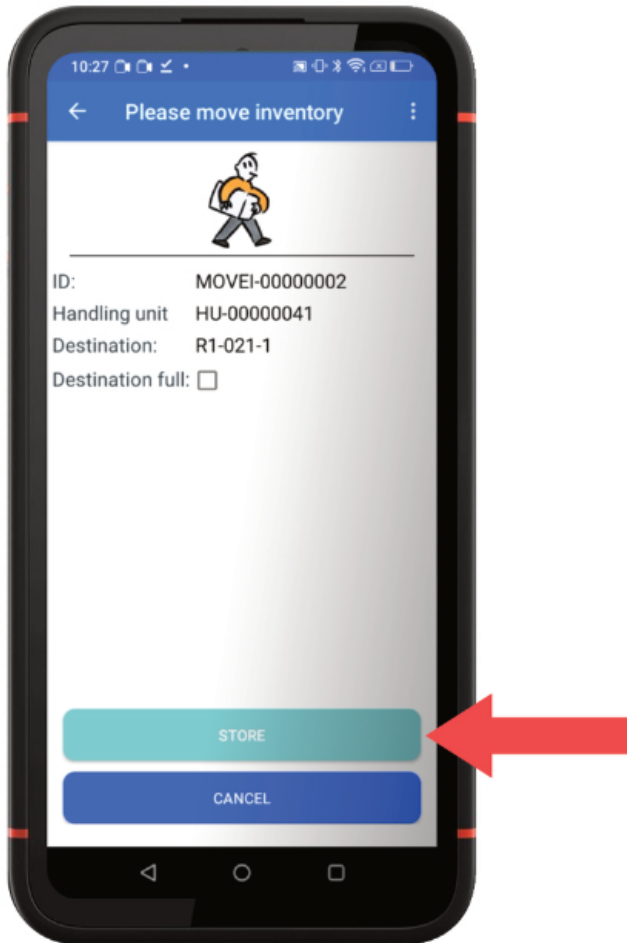 10:27
Please move inventory
ID: MOVEI-00000002
Handling unit HU-00000041
Destination: R1-021-1
Destination full:
STORE
CANCEL